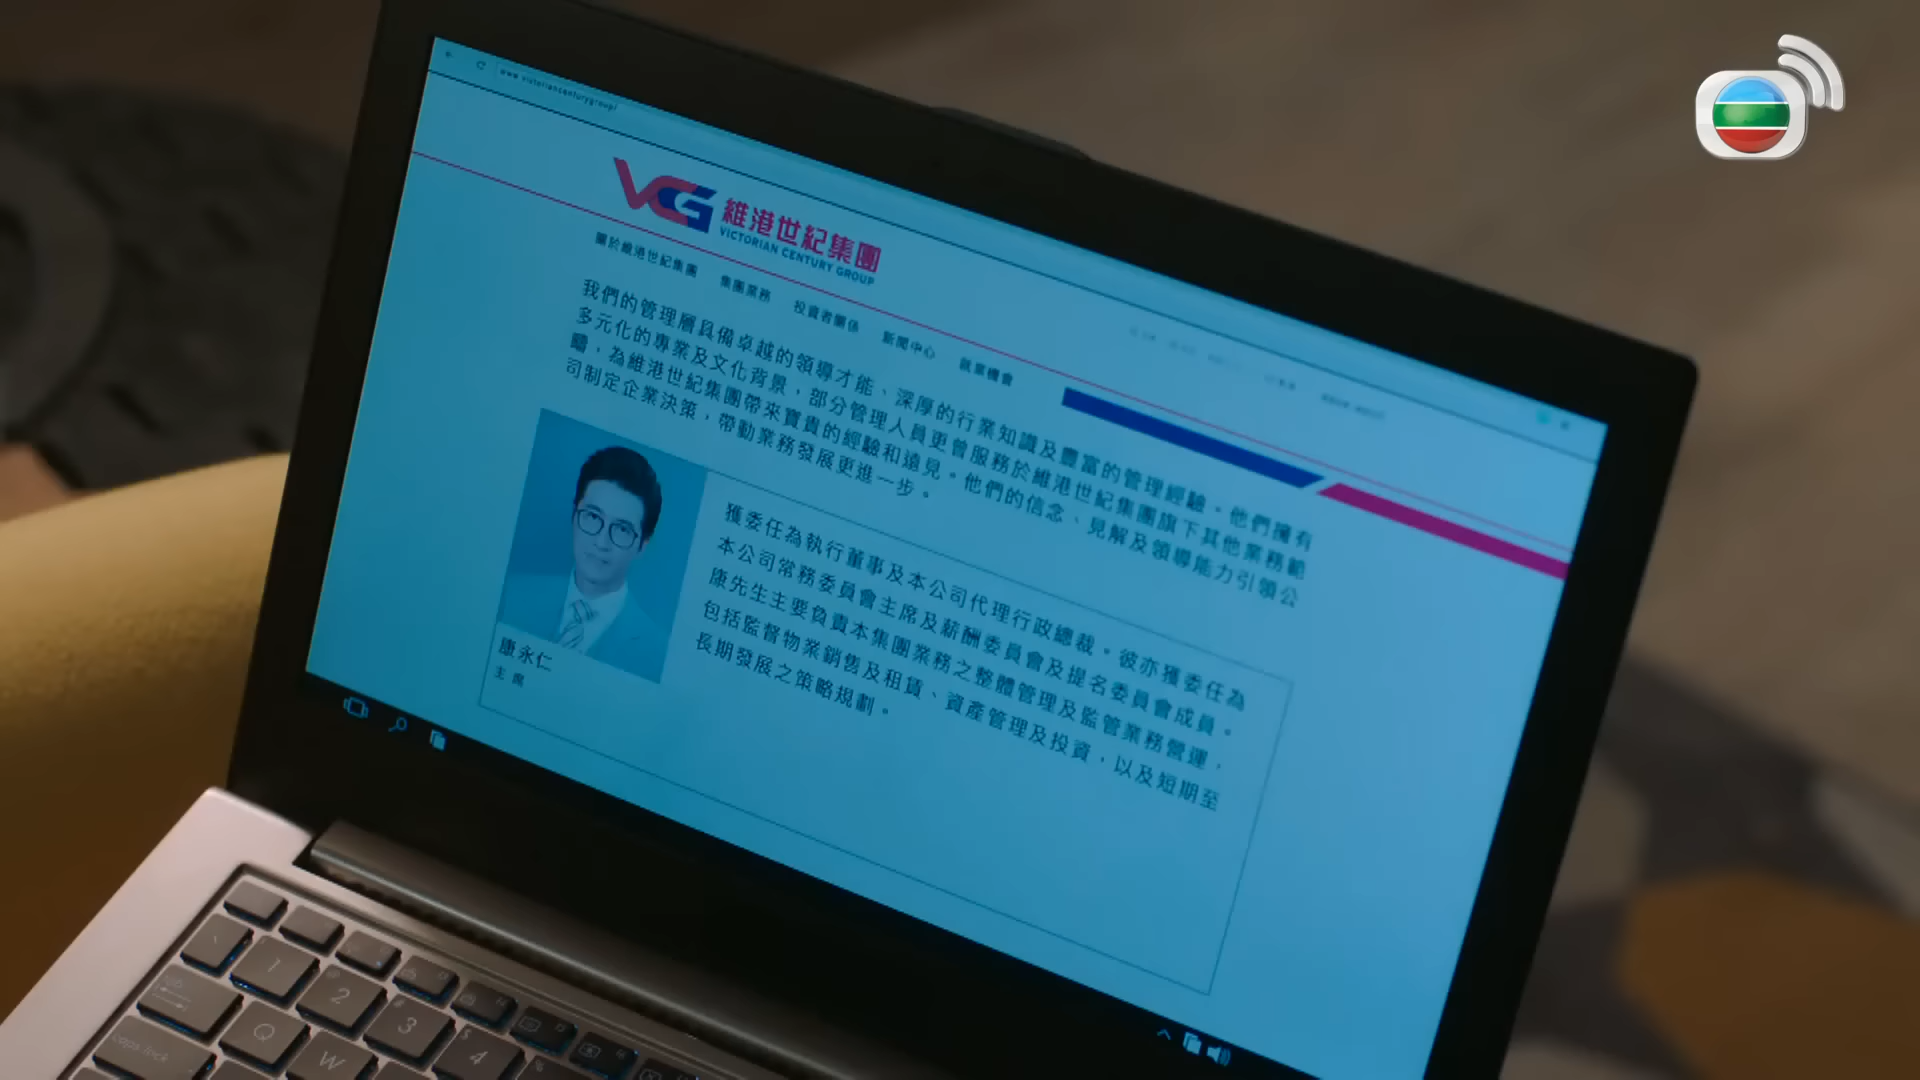 www.victoriancenturygroup/
VCG 維港世紀集團
VICTORIAN CENTURY GROUP
關於維港世紀集團 集團業務 投資者關係 新聞中心 就業機會
我們的管理層具備卓越的領導才能、深厚的行業知識及豐富的管理經驗。他們擁有
多元化的專業及文化背景，部分管理人員更曾服務於維港世紀集團旗下其他業務範
疇，為維港世紀集團帶來寶貴的經驗和遠見。他們的信念、見解及領導能力引領公
司制定企業決策，帶動業務發展更進一步。
獲委任為執行董事及本公司代理行政總裁。彼亦獲委任為
本公司常務委員會主席及薪酬委員會及提名委員會成員。
康先生主要負責本集團業務之整體管理及監管業務營運，
包括監督物業銷售及租賃、資產管理及投資，以及短期至
長期發展之策略規劃。
康永仁
主席
1
2
3
4
Q
W
caps lock